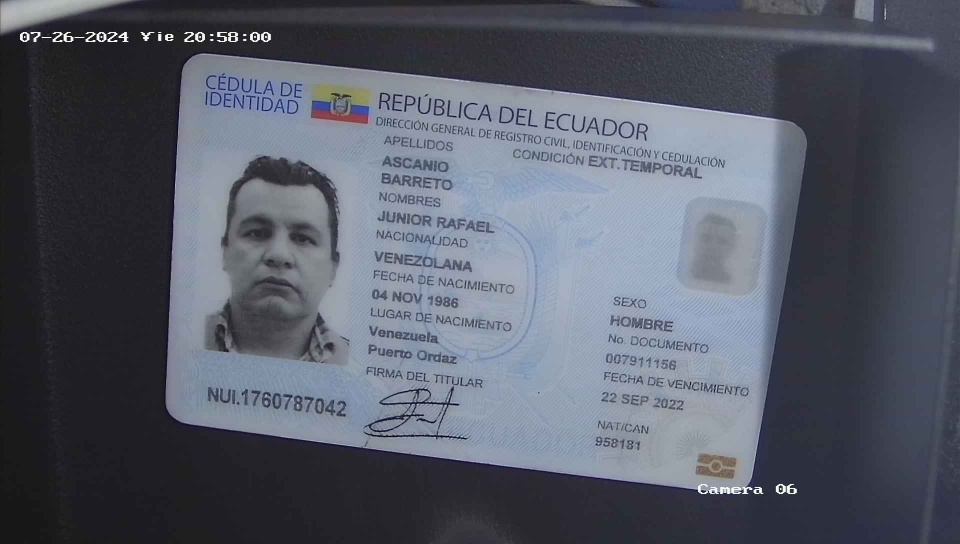 07-26-2024 Vie 20:58:00
CÉDULA DE
IDENTIDAD
REPÚBLICA DEL ECUADOR
DIRECCIÓN GENERAL DE REGISTRO CIVIL, IDENTIFICACIÓN Y CEDULACIÓN
APELLIDOS
CONDICIÓN EXT.TEMPORAL
ASCANIO
BARRETO
NOMBRES
JUNIOR RAFAEL
NACIONALIDAD
VENEZOLANA
FECHA DE NACIMIENTO
04 NOV 1986
LUGAR DE NACIMIENTO
Venezuela
Puerto Ordaz
FIRMA DEL TITULAR
SEXO
HOMBRE
No. DOCUMENTO
007911156
FECHA DE VENCIMIENTO
22 SEP 2022
NAT/CAN
958181
NUI.1760787042
Camera 06